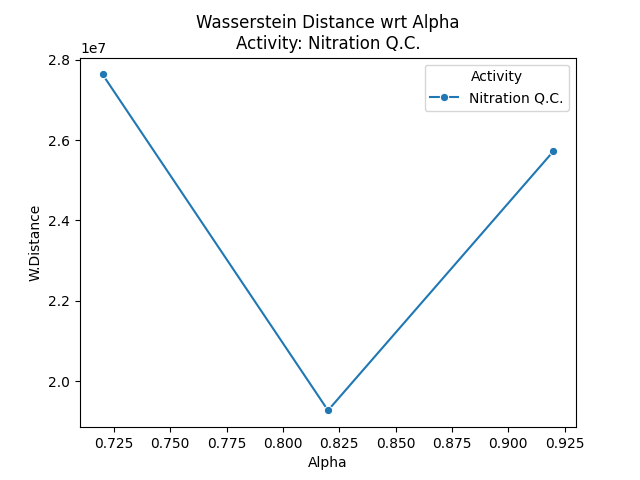 Wasserstein Distance wrt Alpha
Activity: Nitration Q.C.
1e7
Activity
Nitration Q.C.
2.8
2.6
2.4
2.2
2.0
W.Distance
0.725 0.750 0.775 0.800 0.825 0.850 0.875 0.900 0.925
Alpha